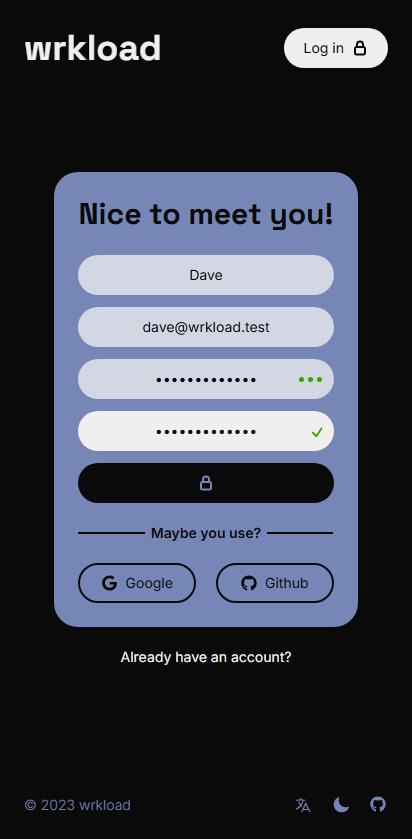 wrkload
Log in
Nice to meet you!
Dave
dave@wrkload.test
•••••••••••••
•••••••••••••
Maybe you use?
Google
Github
Already have an account?
© 2023 wrkload